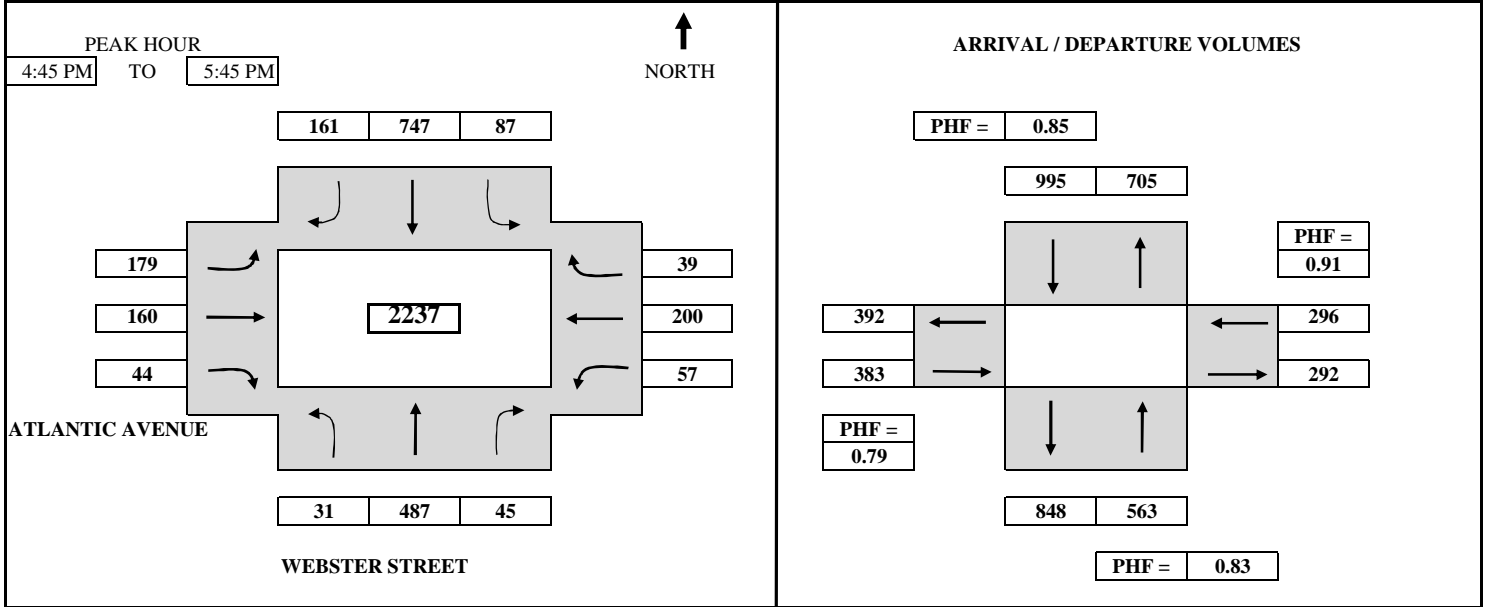 PEAK HOUR
4:45 PM TO 5:45 PM
NORTH
161 747 87
179 39
160 2237 200
44 57
ATLANTIC AVENUE
31 487 45
WEBSTER STREET
ARRIVAL / DEPARTURE VOLUMES
PHF = 0.85
995 705
PHF =
0.91
392 296
383 292
PHF =
0.79
848 563
PHF = 0.83